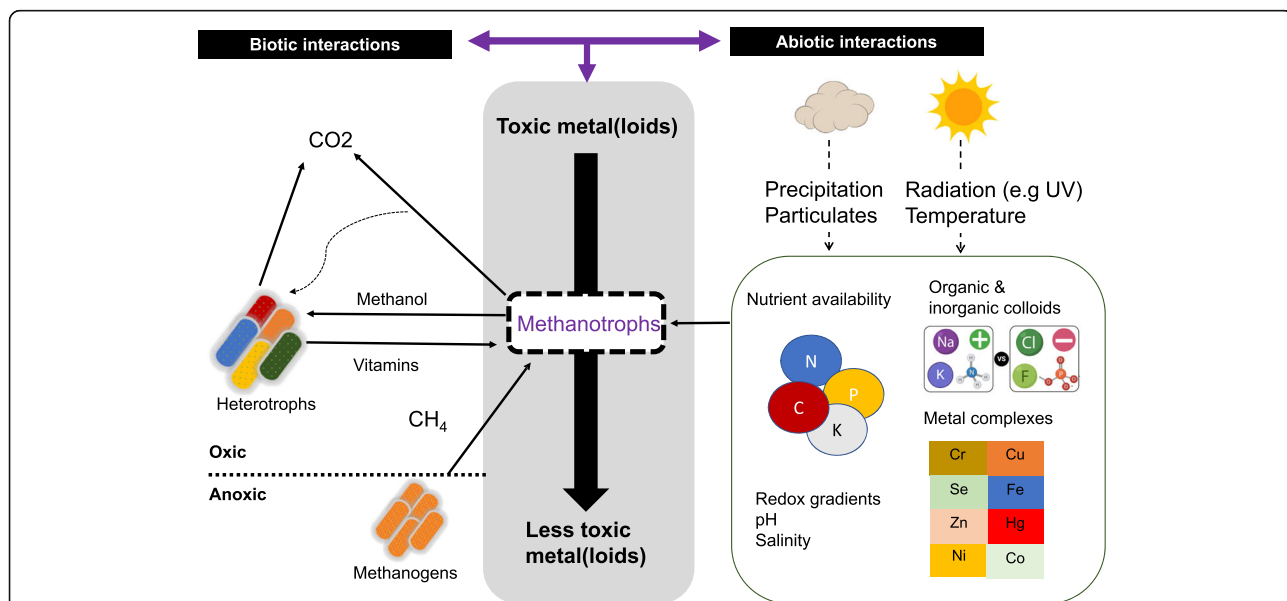 Biotic interactions
Abiotic interactions
Toxic metal(loids)
CO2
Precipitation
Particulates
Radiation (e.g UV)
Temperature
Methanol
Methanotrophs
Vitamins
Heterotrophs
CH₄
Oxic
Anoxic
Methanogens
Less toxic
metal(loids)
Nutrient availability
N
P
C
K
Redox gradients
pH
Salinity
Organic &
inorganic colloids
Na
+
K
N
H
H
H
H
vs
Cl
−
F
P
O
O
O
O
Metal complexes
Cr Cu
Se Fe
Zn Hg
Ni Co